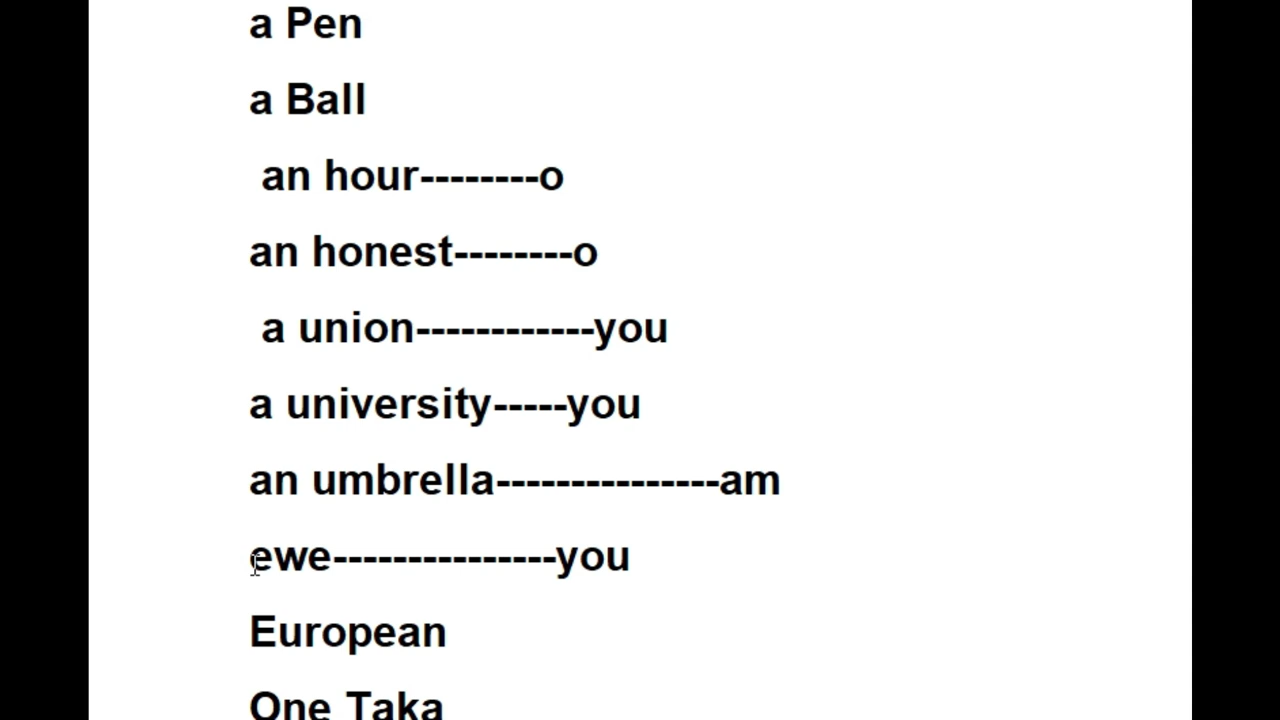 a Pen
a Ball
an hour--------o
an honest--------o
a union------------you
a university-----you
an umbrella---------------am
ewe---------------you
European
One Taka